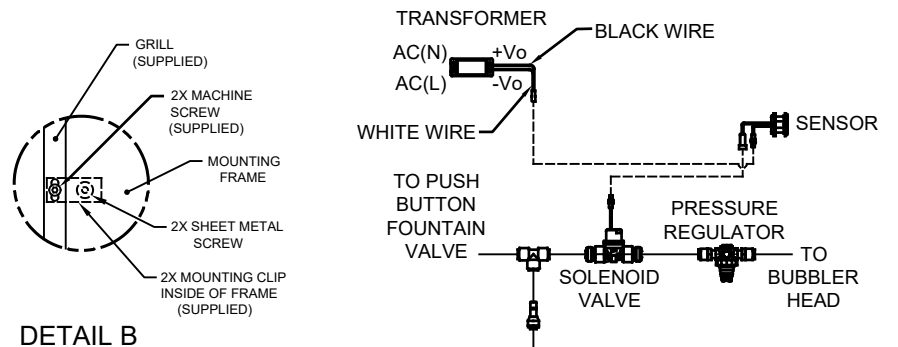 GRILL
(SUPPLIED)
2X MACHINE
SCREW
(SUPPLIED)
MOUNTING
FRAME
2X SHEET METAL
SCREW
2X MOUNTING CLIP
INSIDE OF FRAME
(SUPPLIED)
DETAIL B
TRANSFORMER
AC(N)
+Vo
BLACK WIRE
AC(L)
-Vo
WHITE WIRE
SENSOR
TO PUSH
BUTTON
FOUNTAIN
VALVE
PRESSURE
REGULATOR
SOLENOID
VALVE
TO
BUBBLER
HEAD